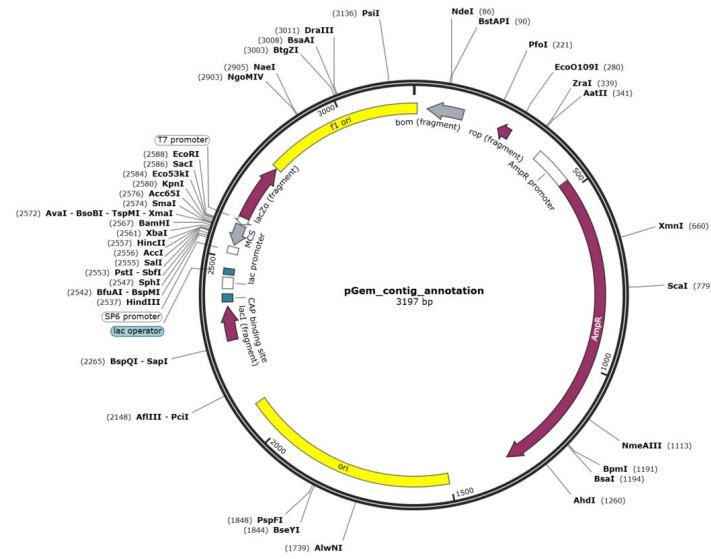 (3136) PsiI
NdeI (86)
BstAPI (90)
PfoI (221)
EcoO109I (280)
ZraI (339)
AatII (341)
XmnI (660)
ScaI (779)
NmeAIII (1113)
BpmI (1191)
BsaI (1194)
AhdI (1260)
(1739) AlwNI
(1844) BseYI
(1848) PspFI
(2148) AflIII - PciI
(2265) BspQI - SapI
lac operator
SP6 promoter
(2537) HindIII
(2542) BfuAI - BspMI
(2547) SphI
(2553) PstI - SbfI
(2555) SalI
(2556) AccI
(2557) HincII
(2561) XbaI
(2567) BamHI
(2572) AvaI - BsoBI - TspMI - XmaI
(2574) SmaI
(2576) Acc65I
(2580) KpnI
(2584) Eco53kI
(2586) SacI
(2588) EcoRI
T7 promoter
(2903) NgoMIV
(2905) NaeI
(3003) BtgZI
(3008) BsaAI
(3011) DraIII
f1 ori
bom (fragment)
rop (fragment)
AmpR promoter
AmpR
ori
lacI (fragment)
CAP binding site
lac promoter
MCS
lacZα (fragment)
500
1000
1500
2000
2500
3000
pGem_contig_annotation
3197 bp